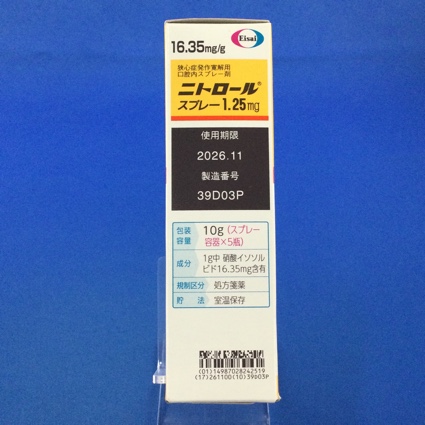 Eisai
16.35mg/g
狭心症発作寛解用
口腔内スプレー剤
ニトロール®
スプレー1.25mg
使用期限
2026.11
製造番号
39D03P
包装容量 10g(スプレー容器×5瓶)
成分 1g中 硝酸イソソルビド16.35mg含有
規制区分 処方箋薬
貯法 室温保存
(01)14987028242519
(17)261100(10)39D03P